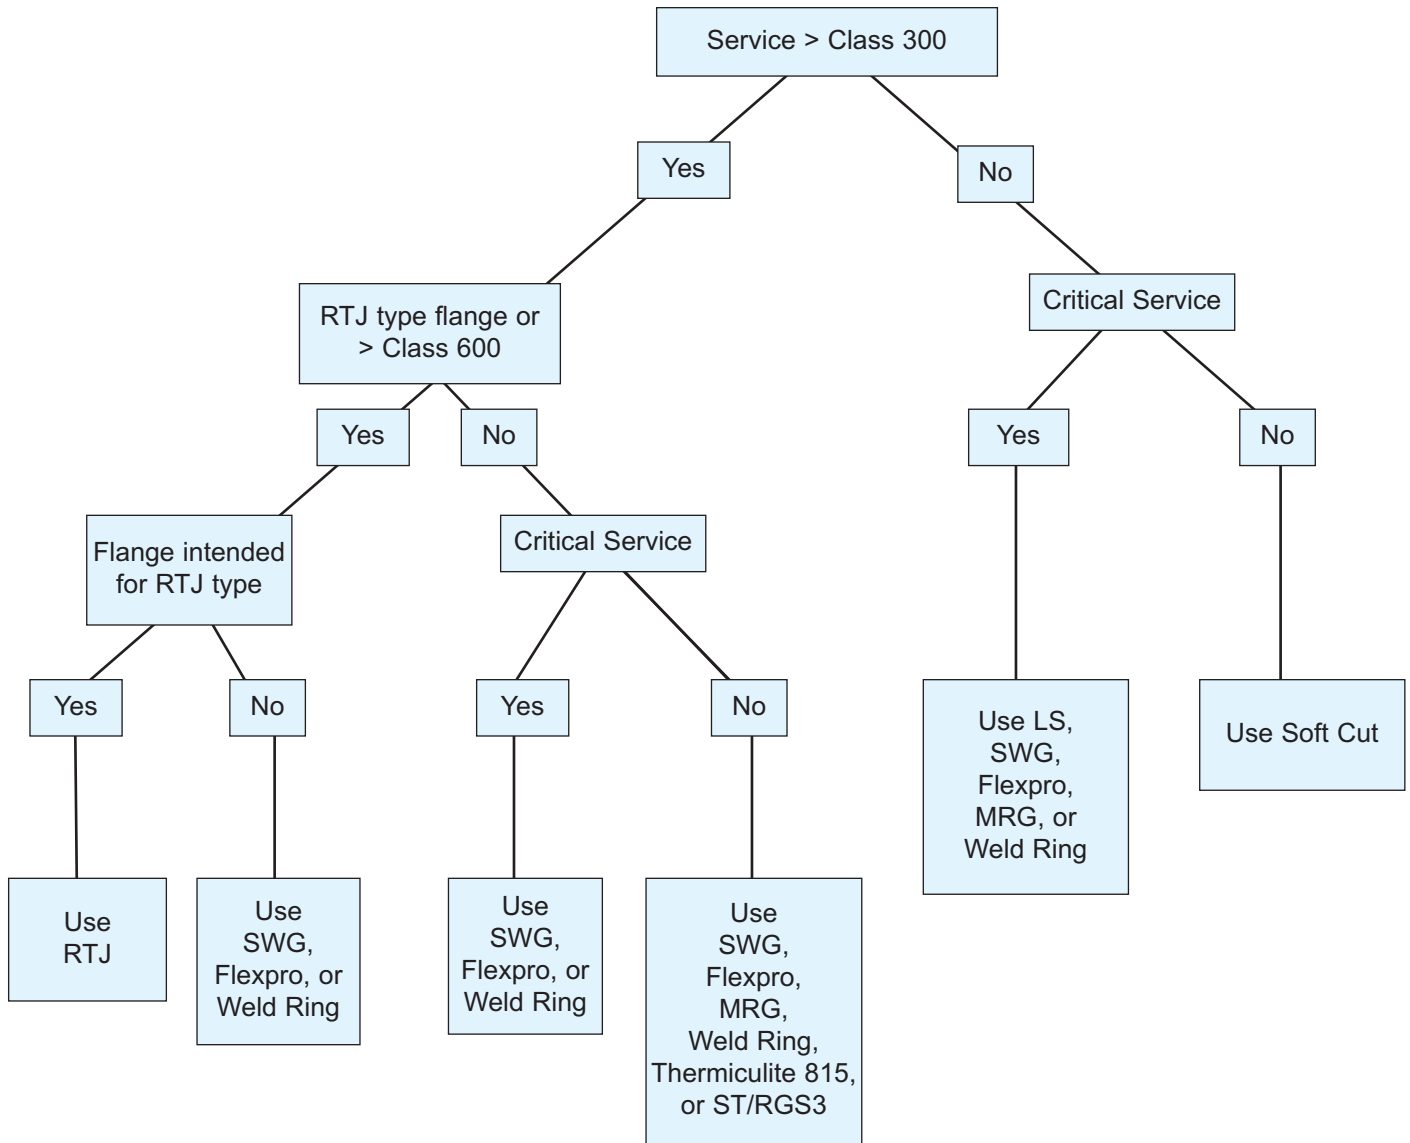 Service > Class 300
Yes
No
RTJ type flange or
> Class 600
Critical Service
Yes
No
Yes
No
Flange intended
for RTJ type
Critical Service
Yes
No
Yes
No
Use LS,
SWG,
Flexpro,
MRG, or
Weld Ring
Use Soft Cut
Use
RTJ
Use
SWG,
Flexpro, or
Weld Ring
Use
SWG,
Flexpro, or
Weld Ring
Use
SWG,
Flexpro,
MRG,
Weld Ring,
Thermiculite 815,
or ST/RGS3